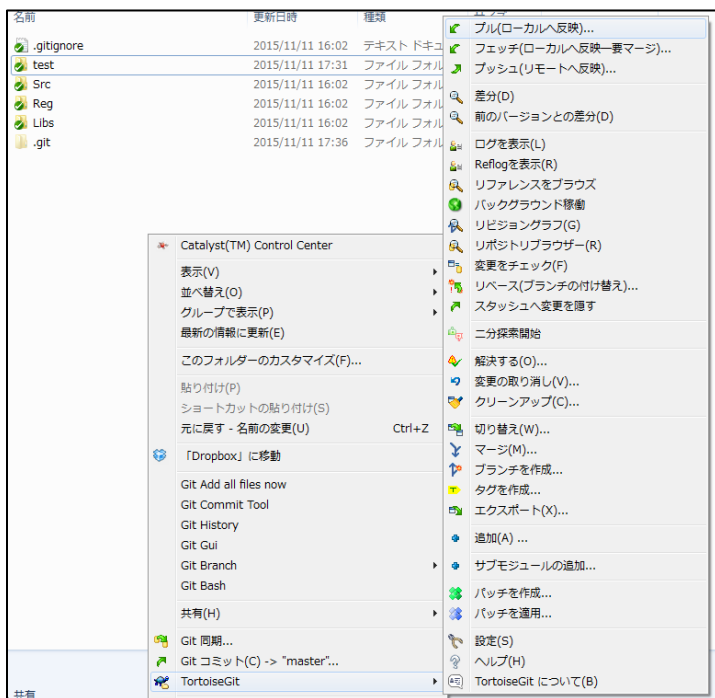 名前 更新日時 種類 サイズ
.gitignore 2015/11/11 16:02 テキスト ドキュ
test 2015/11/11 17:31 ファイル フォル
Src 2015/11/11 16:02 ファイル フォル
Reg 2015/11/11 16:02 ファイル フォル
Libs 2015/11/11 16:02 ファイル フォル
.git 2015/11/11 17:36 ファイル フォル
Catalyst(TM) Control Center
表示(V)
並べ替え(O)
グループで表示(P)
最新の情報に更新(E)
このフォルダーのカスタマイズ(F)...
貼り付け(P)
ショートカットの貼り付け(S)
元に戻す - 名前の変更(U) Ctrl+Z
「Dropbox」に移動
Git Add all files now
Git Commit Tool
Git History
Git Gui
Git Branch
Git Bash
共有(H)
Git 同期...
Git コミット(C) -> "master"...
TortoiseGit
共有
プル(ローカルへ反映)...
フェッチ(ローカルへ反映―要マージ)...
プッシュ(リモートへ反映)...
差分(D)
前のバージョンとの差分(D)
ログを表示(L)
Reflogを表示(R)
リファレンスをブラウズ
バックグラウンド稼働
リビジョングラフ(G)
リポジトリブラウザー(R)
変更をチェック(F)
リベース(ブランチの付け替え)...
スタッシュへ変更を隠す
二分探索開始
解決する(O)...
変更の取り消し(V)...
クリーンアップ(C)...
切り替え(W)...
マージ(M)...
ブランチを作成...
タグを作成...
エクスポート(X)...
追加(A) ...
サブモジュールの追加...
パッチを作成...
パッチを適用...
設定(S)
ヘルプ(H)
TortoiseGit について(B)